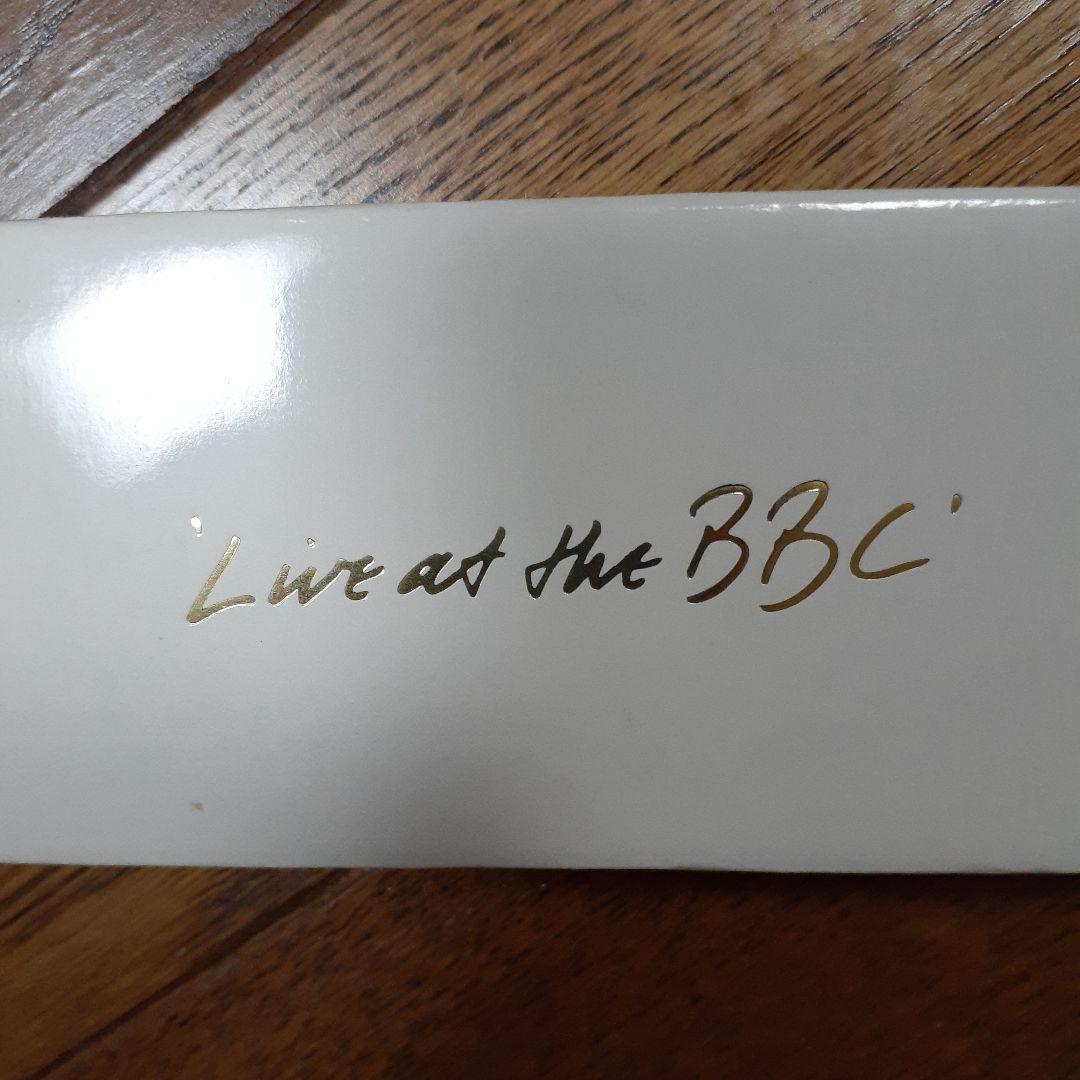 'Live at the BBC'